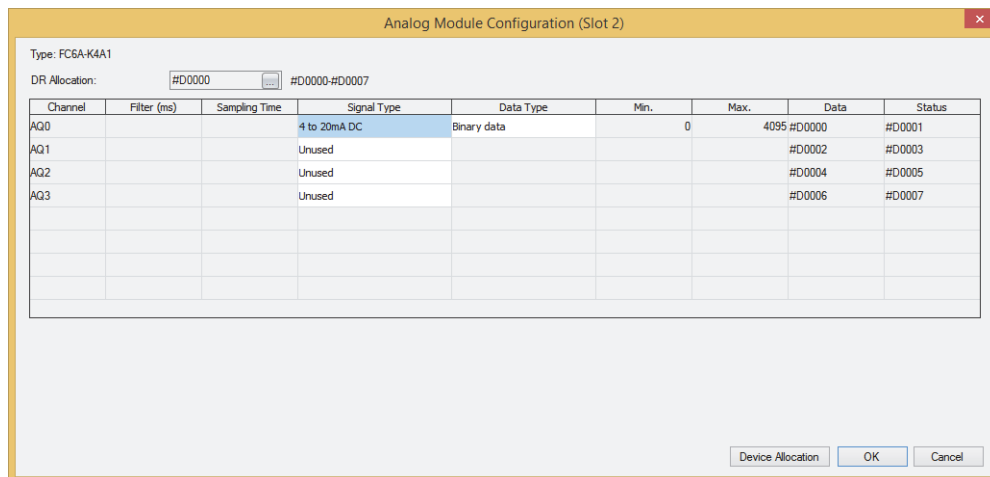 Analog Module Configuration (Slot 2)
Type: FC6A-K4A1
DR Allocation: #D0000 ... #D0000-#D0007
Channel Filter (ms) Sampling Time Signal Type Data Type Min. Max. Data Status
AQ0 4 to 20mA DC Binary data 0 4095 #D0000 #D0001
AQ1 Unused #D0002 #D0003
AQ2 Unused #D0004 #D0005
AQ3 Unused #D0006 #D0007
Device Allocation OK Cancel